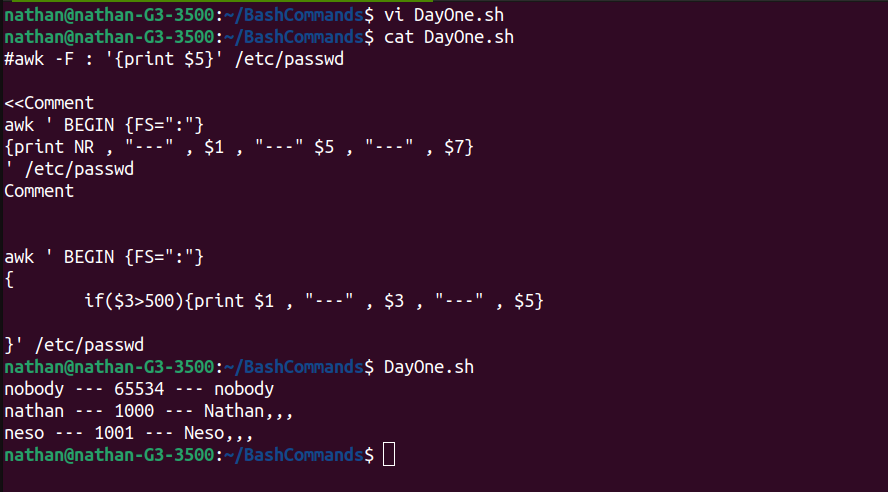 nathan@nathan-G3-3500:~/BashCommands$ vi DayOne.sh
nathan@nathan-G3-3500:~/BashCommands$ cat DayOne.sh
#awk -F : '{print $5}' /etc/passwd
<<Comment
awk ' BEGIN {FS=":"}
{print NR , "---" , $1 , "---" $5 , "---" , $7}
' /etc/passwd
Comment
awk ' BEGIN {FS=":"}
{
if($3>500){print $1 , "---" , $3 , "---" , $5}
}' /etc/passwd
nathan@nathan-G3-3500:~/BashCommands$ DayOne.sh
nobody --- 65534 --- nobody
nathan --- 1000 --- Nathan,,,
neso --- 1001 --- Neso,,,
nathan@nathan-G3-3500:~/BashCommands$